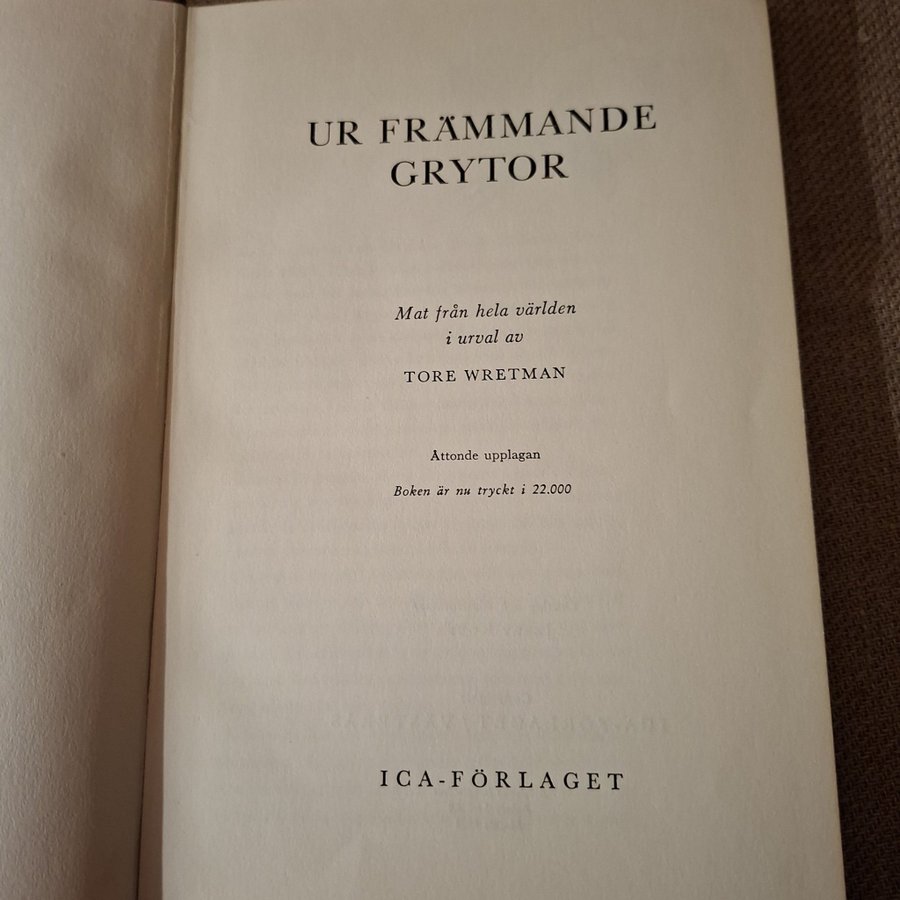 UR FRÄMMANDE
GRYTOR
Mat från hela världen
i urval av
TORE WRETMAN
Åttonde upplagan
Boken är nu tryckt i 22.000
ICA-FÖRLAGET